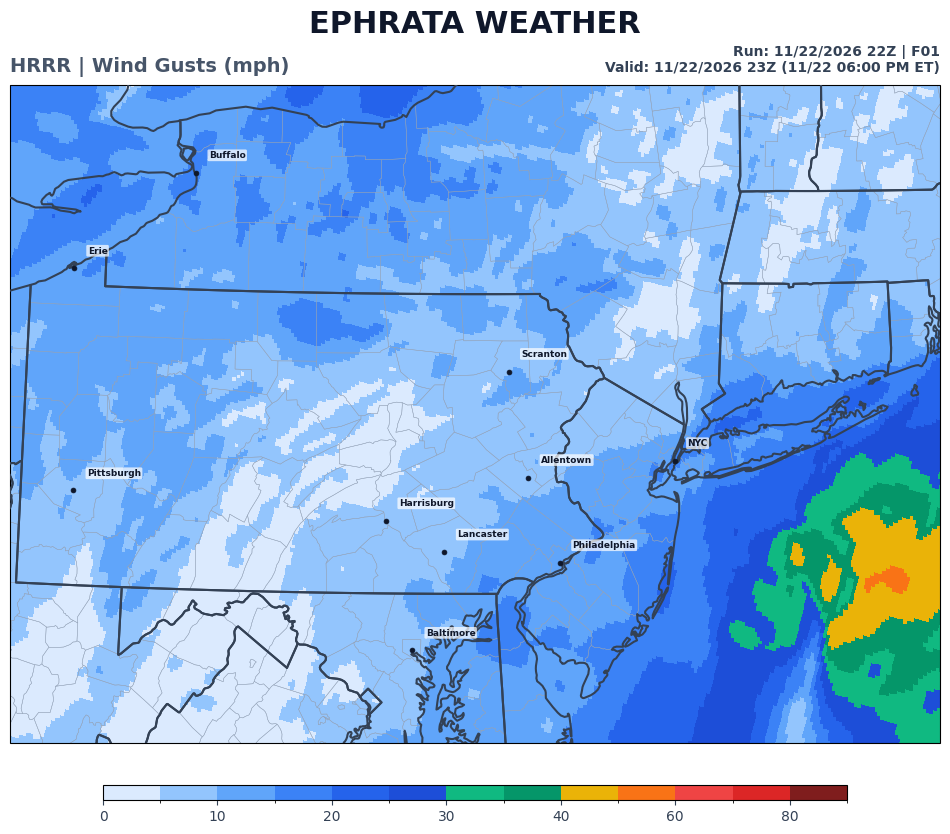 EPHRATA WEATHER
HRRR | Wind Gusts (mph)
Run: 11/22/2026 22Z | F01
Valid: 11/22/2026 23Z (11/22 06:00 PM ET)
Buffalo
Erie
Scranton
NYC
Allentown
Pittsburgh
Harrisburg
Lancaster
Philadelphia
Baltimore
0 10 20 30 40 50 60 70 80